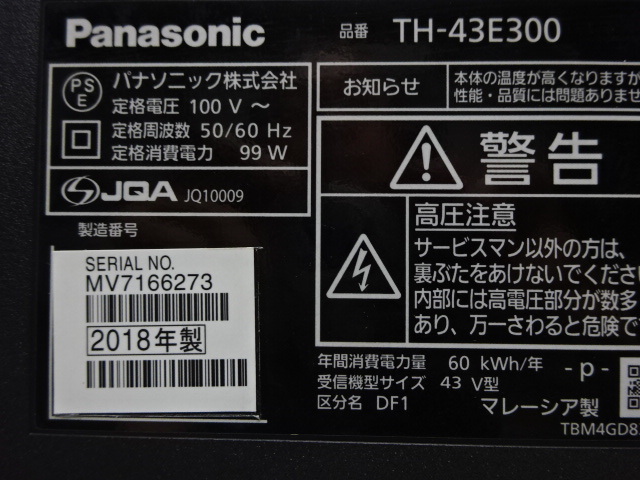 Panasonic 品番 TH-43E300
PS
E
パナソニック株式会社
定格電圧 100 V ～
定格周波数 50/60 Hz
定格消費電力 99 W
JQA JQ10009
お知らせ
本体の温度が高くなりますが
性能・品質には問題ありませ
警告
高圧注意
サービスマン以外の方は、
裏ぶたをあけないでくださ
内部には高電圧部分が数多
あり、万一さわると危険で
製造番号
SERIAL NO.
MV7166273
2018年製
年間消費電力量 60 kWh/年
受信機型サイズ 43 V型
区分名 DF1
-p-
マレーシア製
TBM4GD8